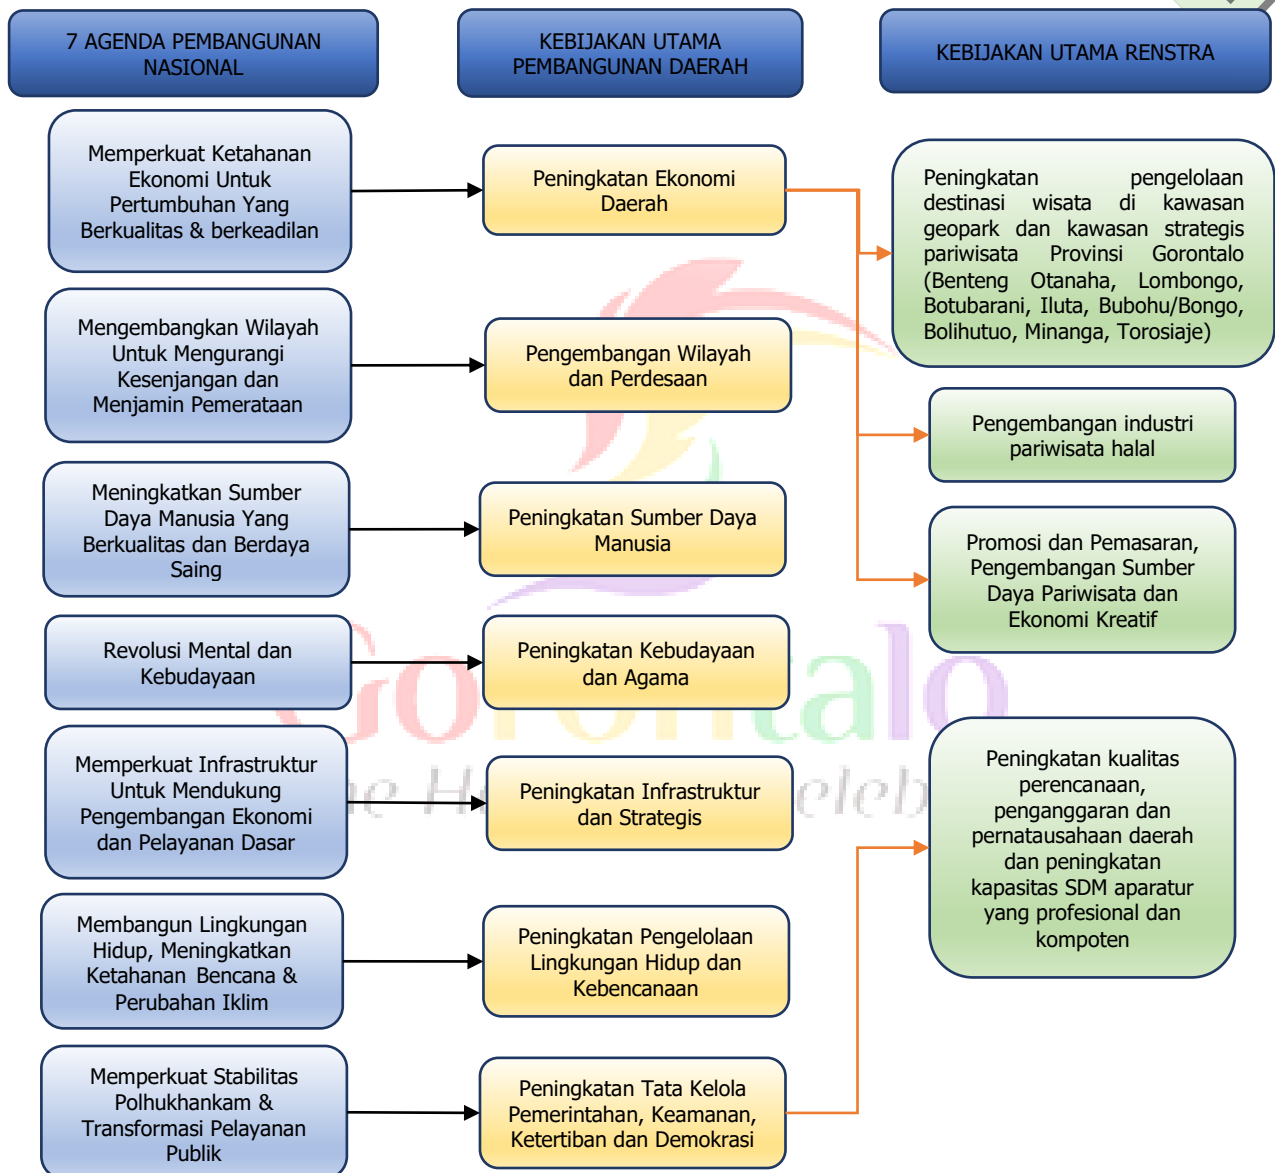 7 AGENDA PEMBANGUNAN
NASIONAL
KEBIJAKAN UTAMA
PEMBANGUNAN DAERAH
KEBIJAKAN UTAMA RENSTRA
Memperkuat Ketahanan
Ekonomi Untuk
Pertumbuhan Yang
Berkualitas & berkeadilan
Peningkatan Ekonomi
Daerah
Peningkatan pengelolaan
destinasi wisata di kawasan
geopark dan kawasan strategis
pariwisata Provinsi Gorontalo
(Benteng Otanaha, Lombongo,
Botubarani, Iluta, Bubohu/Bongo,
Bolihutuo, Minanga, Torosiaje)
Mengembangkan Wilayah
Untuk Mengurangi
Kesenjangan dan
Menjamin Pemerataan
Pengembangan Wilayah
dan Perdesaan
Pengembangan industri
pariwisata halal
Meningkatkan Sumber
Daya Manusia Yang
Berkualitas dan Berdaya
Saing
Peningkatan Sumber Daya
Manusia
Promosi dan Pemasaran,
Pengembangan Sumber
Daya Pariwisata dan
Ekonomi Kreatif
Revolusi Mental dan
Kebudayaan
Peningkatan Kebudayaan
dan Agama
Gorontalo
Memperkuat Infrastruktur
Untuk Mendukung
Pengembangan Ekonomi
dan Pelayanan Dasar
Peningkatan Infrastruktur
dan Strategis
Peningkatan kualitas
perencanaan,
penganggaran dan
pernatausahaan daerah
dan peningkatan
kapasitas SDM aparatur
yang profesional dan
kompoten
Membangun Lingkungan
Hidup, Meningkatkan
Ketahanan Bencana &
Perubahan Iklim
Peningkatan Pengelolaan
Lingkungan Hidup dan
Kebencanaan
Memperkuat Stabilitas
Polhukhankam &
Transformasi Pelayanan
Publik
Peningkatan Tata Kelola
Pemerintahan, Keamanan,
Ketertiban dan Demokrasi